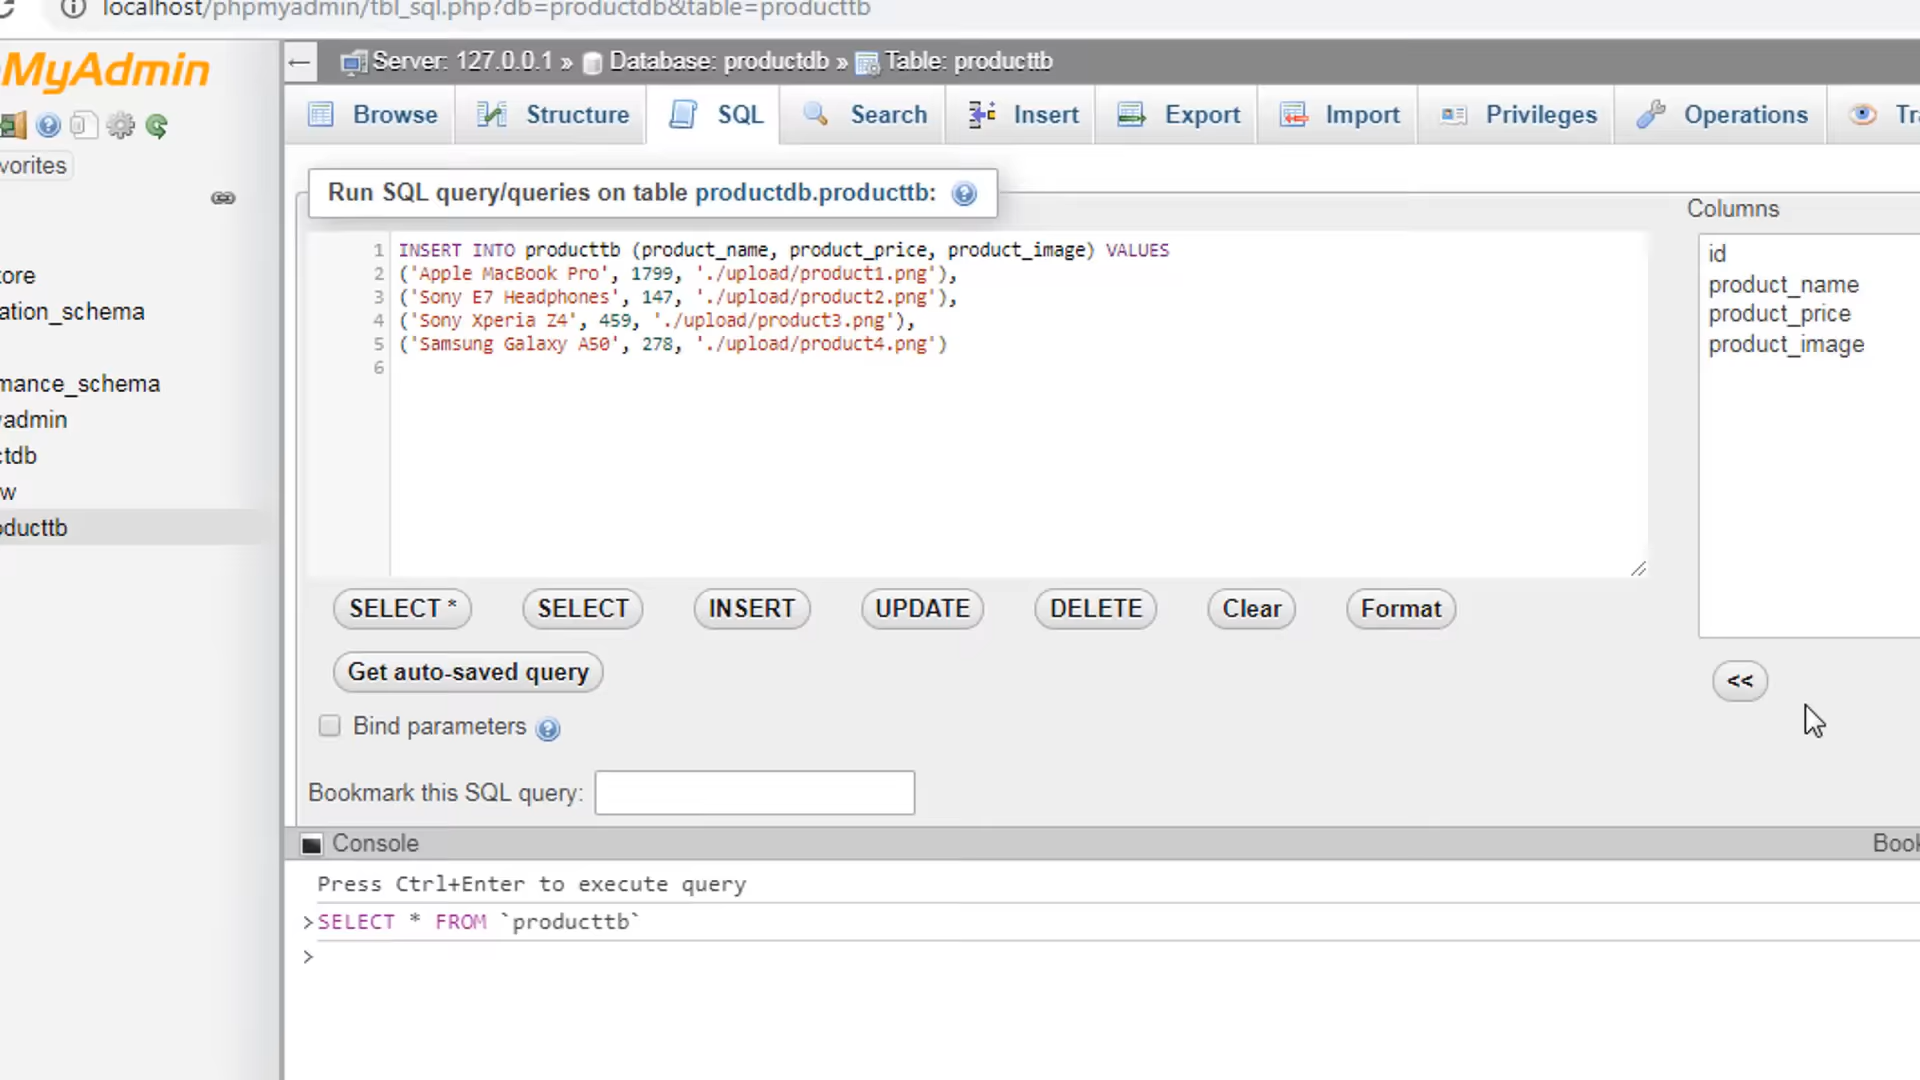 localhost/phpmyadmin/tbl_sql.php?db=productdb&table=producttb
MyAdmin
Server: 127.0.0.1 » Database: productdb » Table: producttb
Browse Structure SQL Search Insert Export Import Privileges Operations Tr
vorites
Run SQL query/queries on table productdb.producttb:
Columns
1 INSERT INTO producttb (product_name, product_price, product_image) VALUES
2 ('Apple MacBook Pro', 1799, './upload/product1.png'),
3 ('Sony E7 Headphones', 147, './upload/product2.png'),
4 ('Sony Xperia Z4', 459, './upload/product3.png'),
5 ('Samsung Galaxy A50', 278, './upload/product4.png')
6
id
product_name
product_price
product_image
ore
ation_schema
mance_schema
yadmin
ctdb
w
oducttb
SELECT * SELECT INSERT UPDATE DELETE Clear Format
Get auto-saved query
<<
Bind parameters
Bookmark this SQL query:
Console
Book
Press Ctrl+Enter to execute query
>SELECT * FROM `producttb`
>